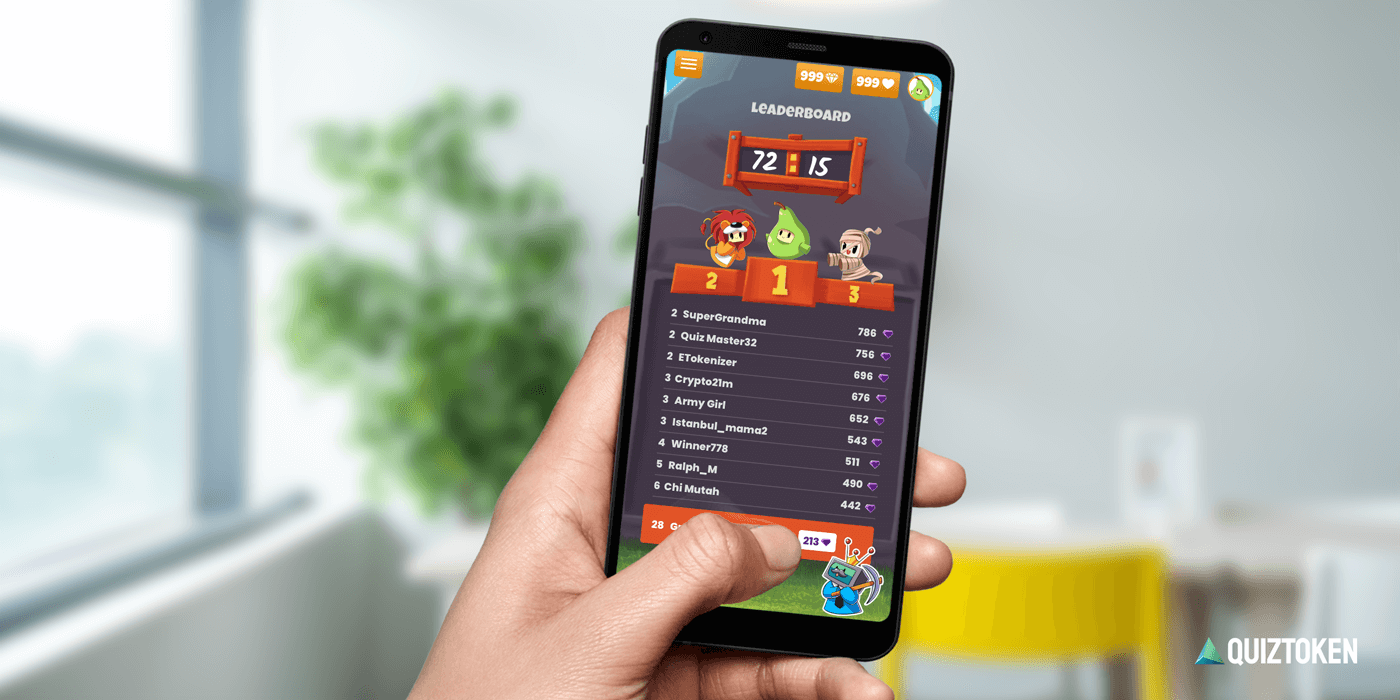 999 999
LEADERBOARD
72 : 15
2 1 3
2 SuperGrandma 786
2 Quiz Master32 756
2 ETokenizer 696
3 Crypto21m 676
3 Army Girl 652
3 Istanbul_mama2 543
4 Winner778 511
5 Ralph_M 490
6 Chi Mutah 442
28 213
QUIZTOKEN